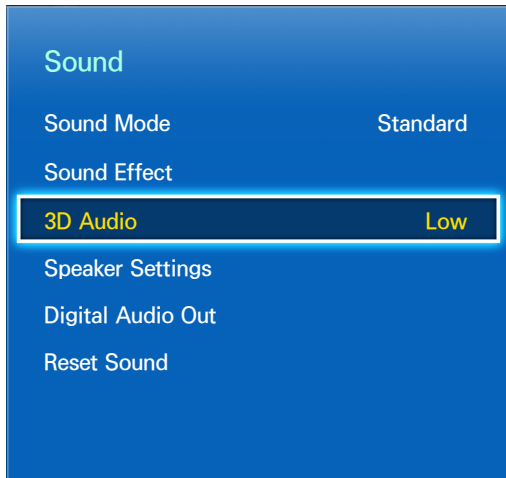 Sound
Sound Mode Standard
Sound Effect
3D Audio Low
Speaker Settings
Digital Audio Out
Reset Sound